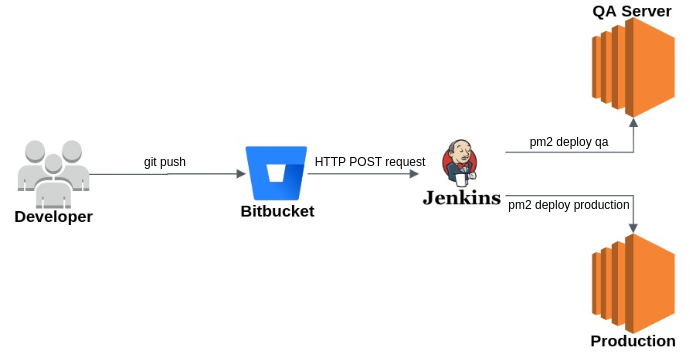 QA Server
git push
HTTP POST request
pm2 deploy qa
Developer
Bitbucket
Jenkins
pm2 deploy production
Production